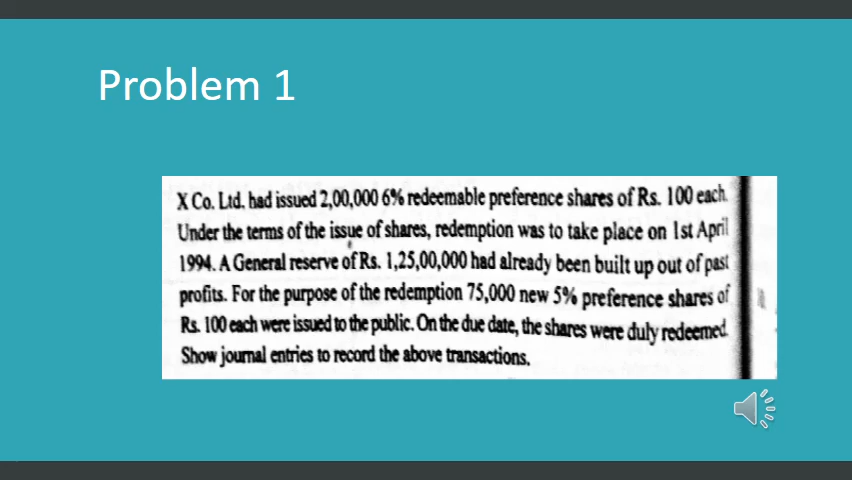 Problem 1
X Co. Ltd. had issued 2,00,000 6% redeemable preference shares of Rs. 100 each.
Under the terms of the issue of shares, redemption was to take place on 1st April
1994. A General reserve of Rs. 1,25,00,000 had already been built up out of past
profits. For the purpose of the redemption 75,000 new 5% preference shares of
Rs. 100 each were issued to the public. On the due date, the shares were duly redeemed.
Show journal entries to record the above transactions.